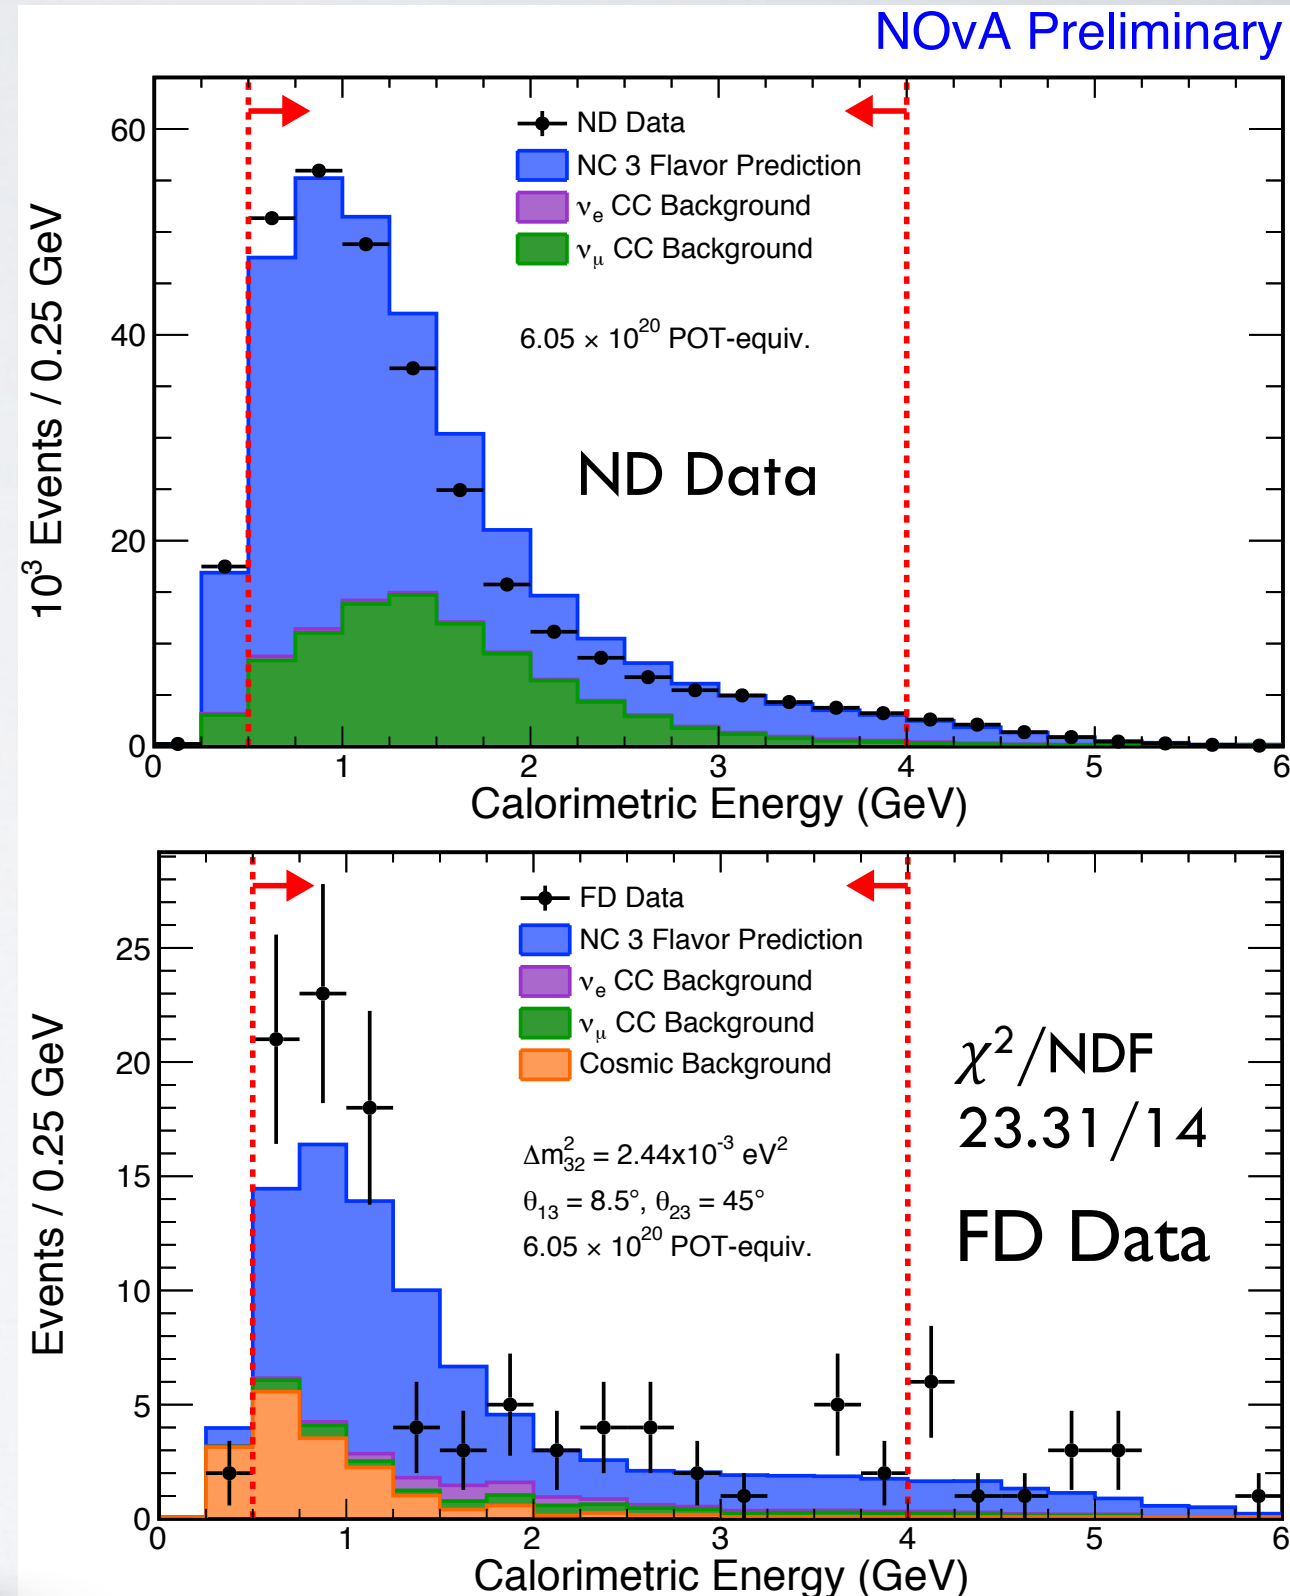 NOvA Preliminary
ND Data
NC 3 Flavor Prediction
νe CC Background
νμ CC Background
6.05 × 10^20 POT-equiv.
ND Data
10^3 Events / 0.25 GeV
60
40
20
0
0 1 2 3 4 5 6
Calorimetric Energy (GeV)
FD Data
NC 3 Flavor Prediction
νe CC Background
νμ CC Background
Cosmic Background
Δm^2_32 = 2.44x10^-3 eV^2
θ13 = 8.5°, θ23 = 45°
6.05 × 10^20 POT-equiv.
χ^2/NDF
23.31/14
FD Data
Events / 0.25 GeV
25
20
15
10
5
0
0 1 2 3 4 5 6
Calorimetric Energy (GeV)